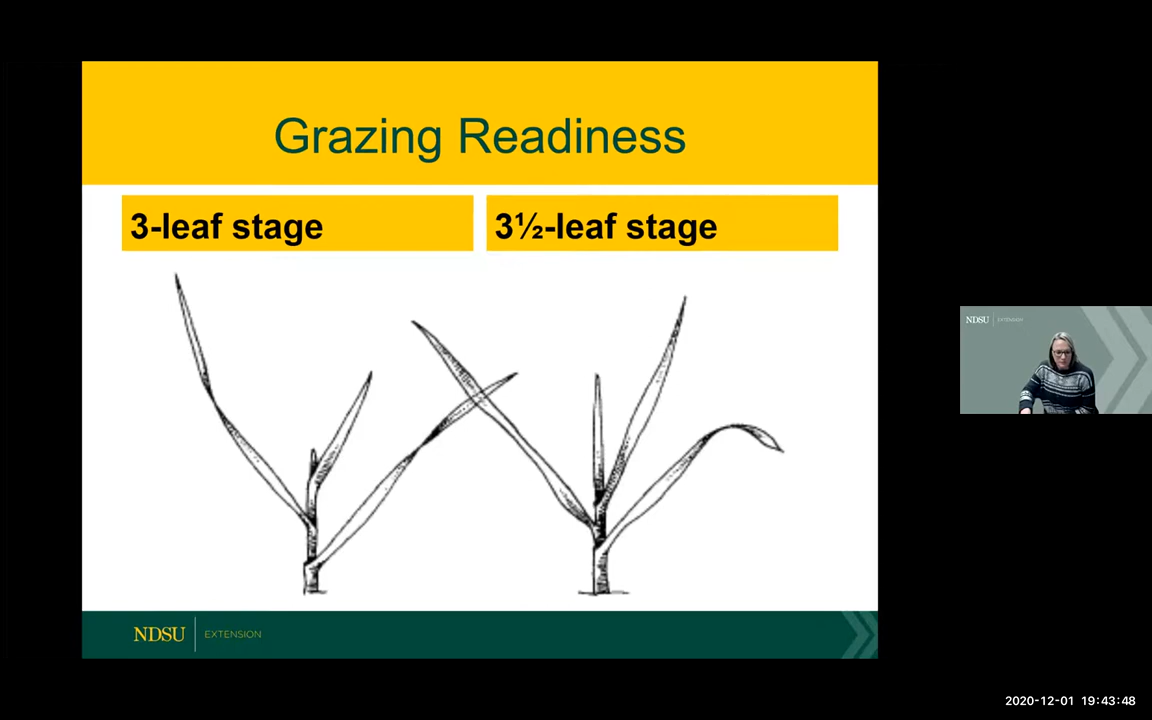 Grazing Readiness
3-leaf stage
3½-leaf stage
NDSU
EXTENSION
NDSU
2020-12-01 19:43:48